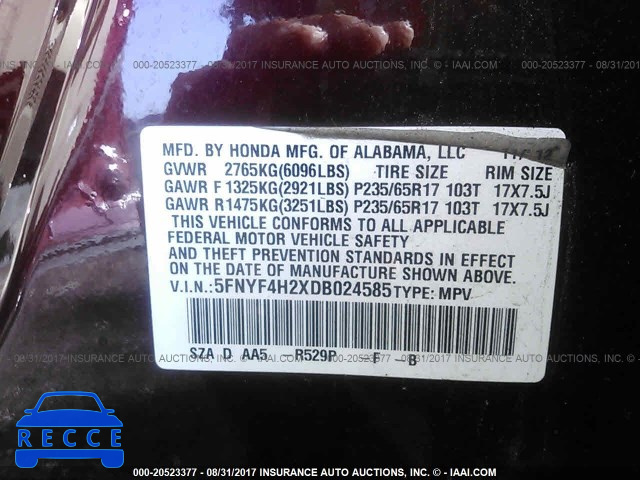 000-20523377 - 08/31/2017 INSURANCE AUTO AUCTIONS, INC. - © - IAAI.COM
MFD. BY HONDA MFG. OF ALABAMA, LLC
GVWR 2765KG(6096LBS) TIRE SIZE RIM SIZE
GAWR F 1325KG(2921LBS) P235/65R17 103T 17X7.5J
GAWR R1475KG(3251LBS) P235/65R17 103T 17X7.5J
THIS VEHICLE CONFORMS TO ALL APPLICABLE
FEDERAL MOTOR VEHICLE SAFETY
AND THEFT PREVENTION STANDARDS IN EFFECT
ON THE DATE OF MANUFACTURE SHOWN ABOVE.
V.I.N.: 5FNYF4H2XDB024585 TYPE: MPV
SZA D AA5 R529P F - B
RECCE
000-20523377 - 08/31/2017 INSURANCE AUTO AUCTIONS, INC. - © - IAAI.COM